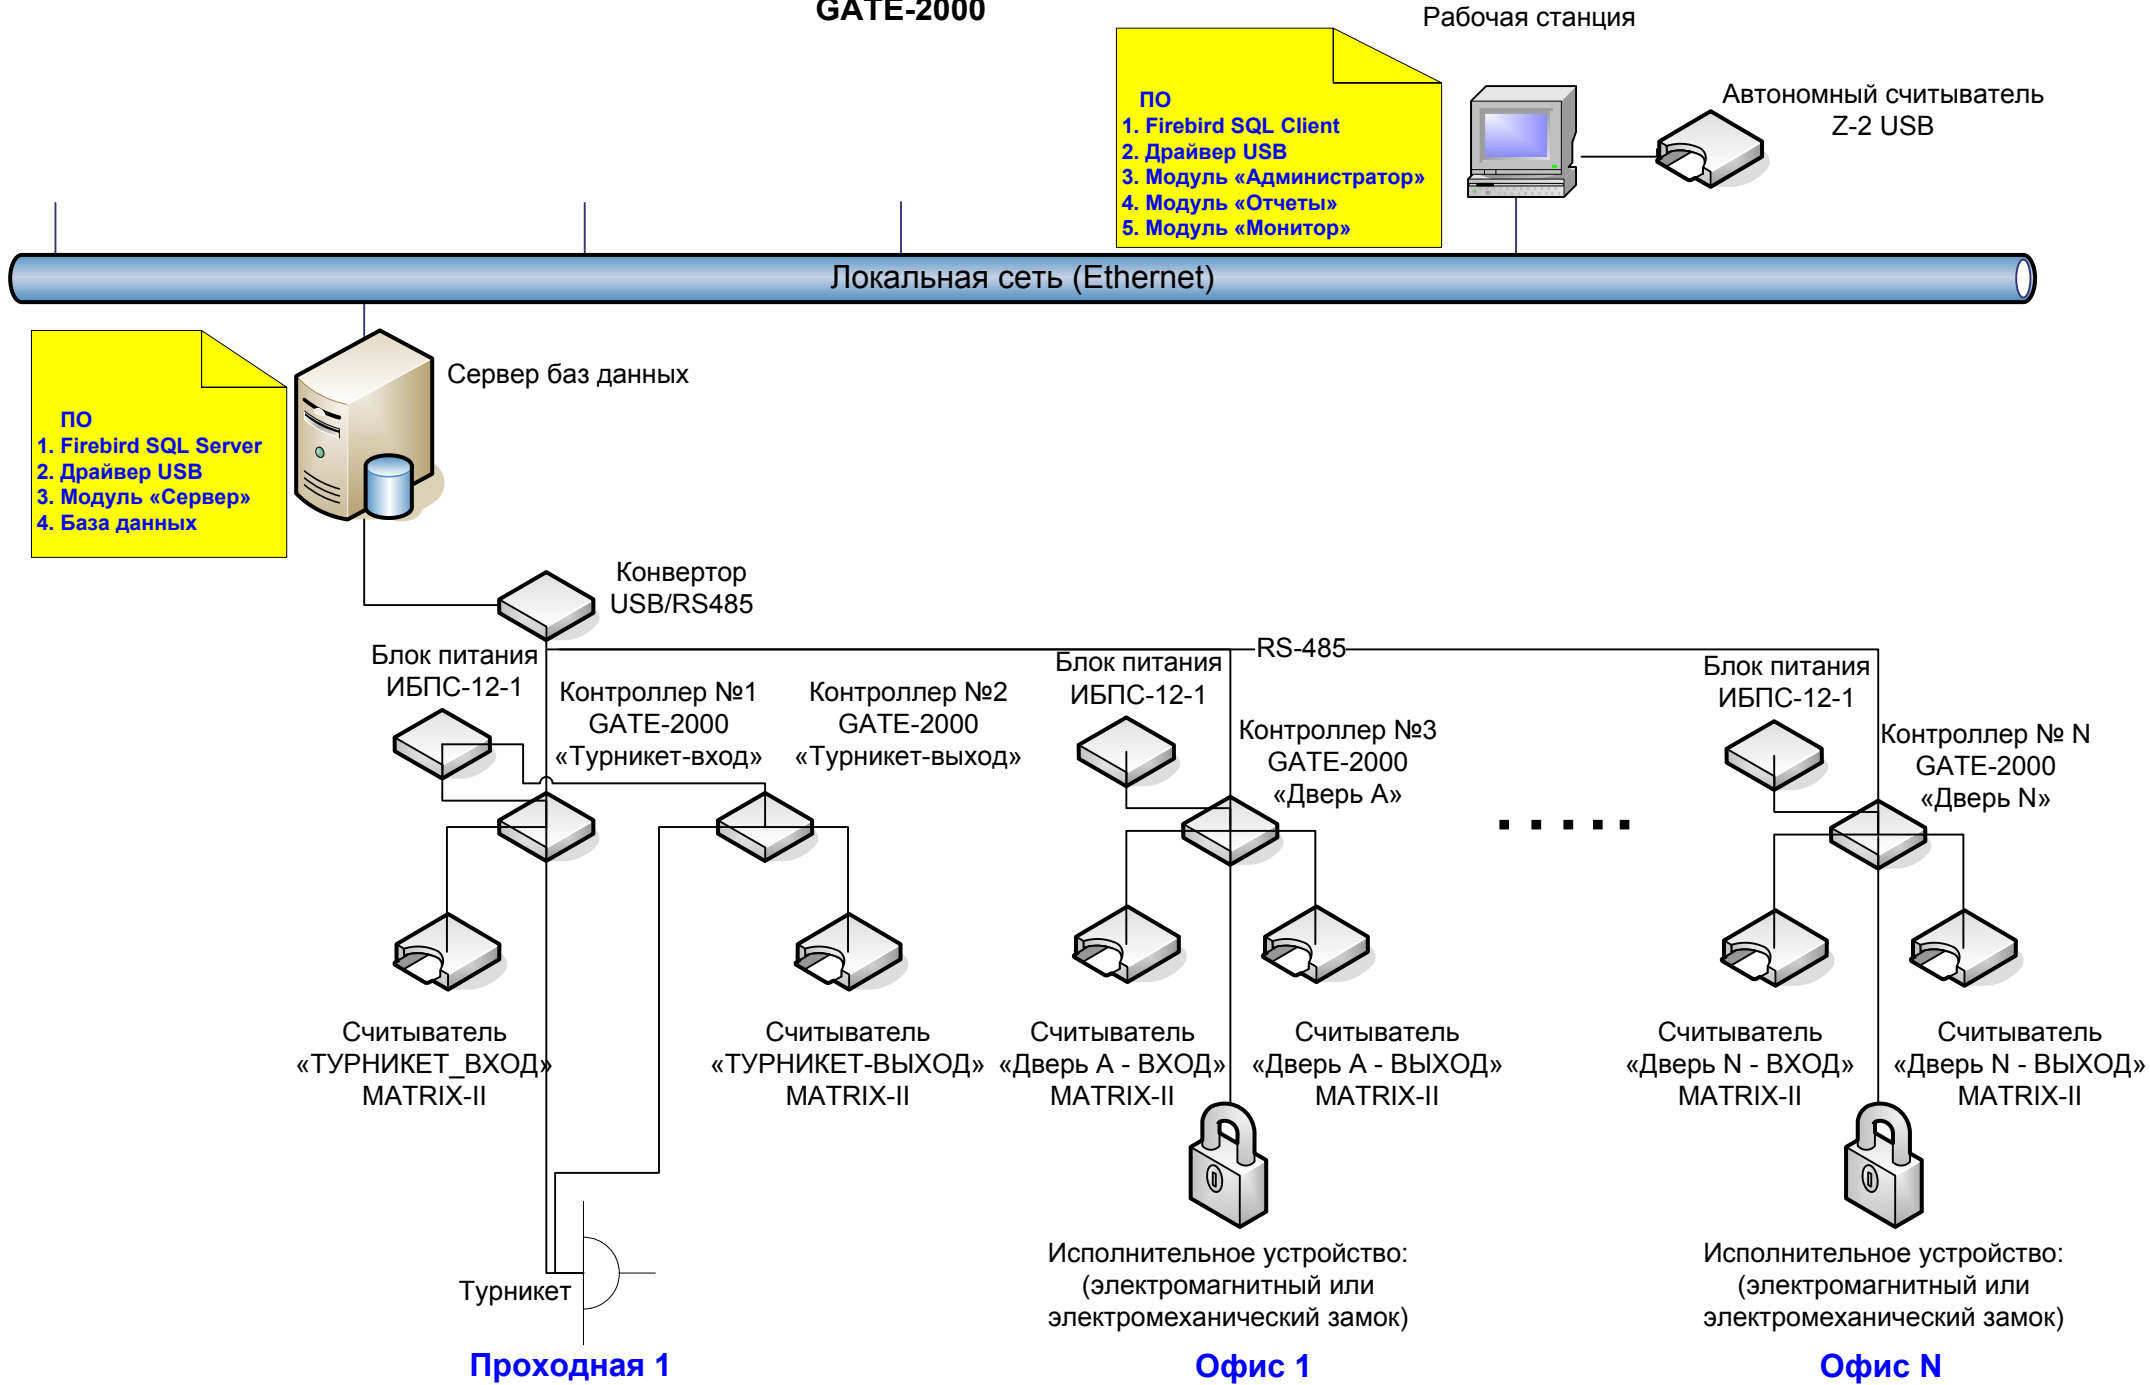 GATE-2000
Рабочая станция
ПО
1. Firebird SQL Client
2. Драйвер USB
3. Модуль «Администратор»
4. Модуль «Отчеты»
5. Модуль «Монитор»
Автономный считыватель
Z-2 USB
Локальная сеть (Ethernet)
ПО
1. Firebird SQL Server
2. Драйвер USB
3. Модуль «Сервер»
4. База данных
Сервер баз данных
Конвертор
USB/RS485
RS-485
Блок питания
ИБПС-12-1
Контроллер №1
GATE-2000
«Турникет-вход»
Контроллер №2
GATE-2000
«Турникет-выход»
Блок питания
ИБПС-12-1
Контроллер №3
GATE-2000
«Дверь А»
Блок питания
ИБПС-12-1
Контроллер № N
GATE-2000
«Дверь N»
Считыватель
«ТУРНИКЕТ_ВХОД»
MATRIX-II
Считыватель
«ТУРНИКЕТ-ВЫХОД»
MATRIX-II
Считыватель
«Дверь А - ВХОД»
MATRIX-II
Считыватель
«Дверь А - ВЫХОД»
MATRIX-II
Считыватель
«Дверь N - ВХОД»
MATRIX-II
Считыватель
«Дверь N - ВЫХОД»
MATRIX-II
Турникет
Исполнительное устройство:
(электромагнитный или
электромеханический замок)
Исполнительное устройство:
(электромагнитный или
электромеханический замок)
Проходная 1
Офис 1
Офис N